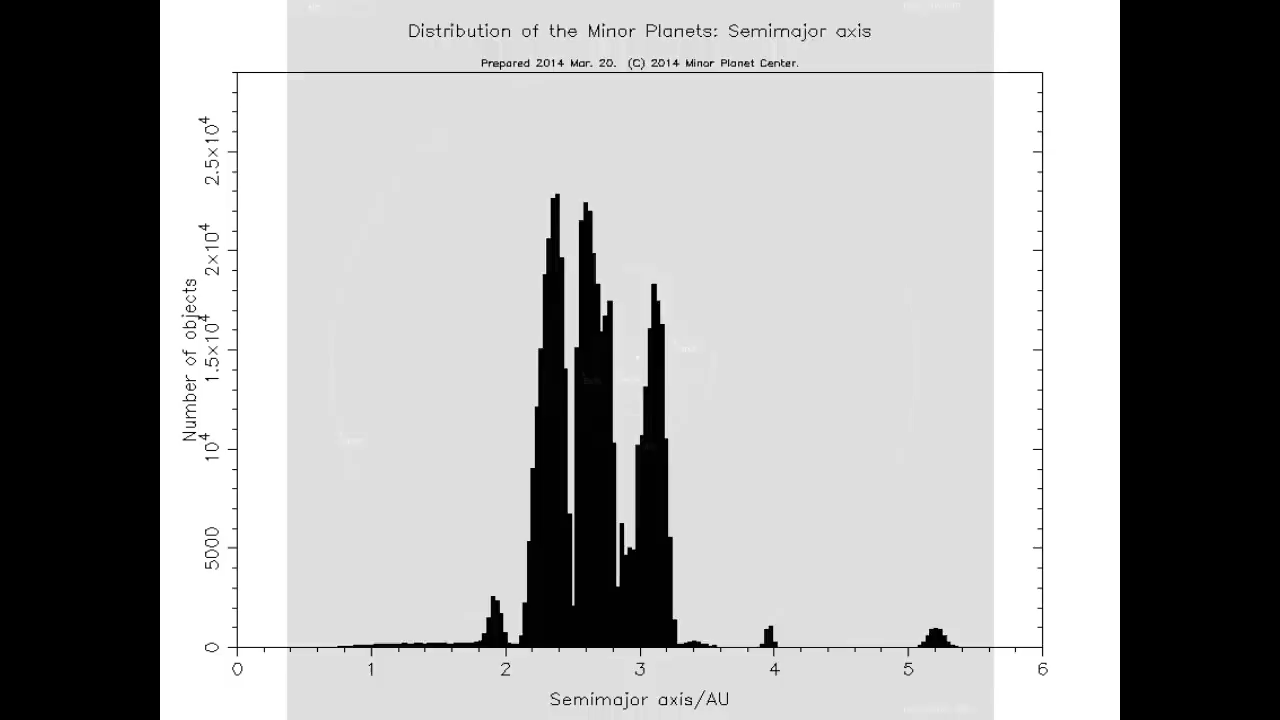 Distribution of the Minor Planets: Semimajor axis
Prepared 2014 Mar. 20. (C) 2014 Minor Planet Center.
2.5×10⁴
2×10⁴
1.5×10⁴
10⁴
5000
0
Number of objects
0 1 2 3 4 5 6
Semimajor axis/AU